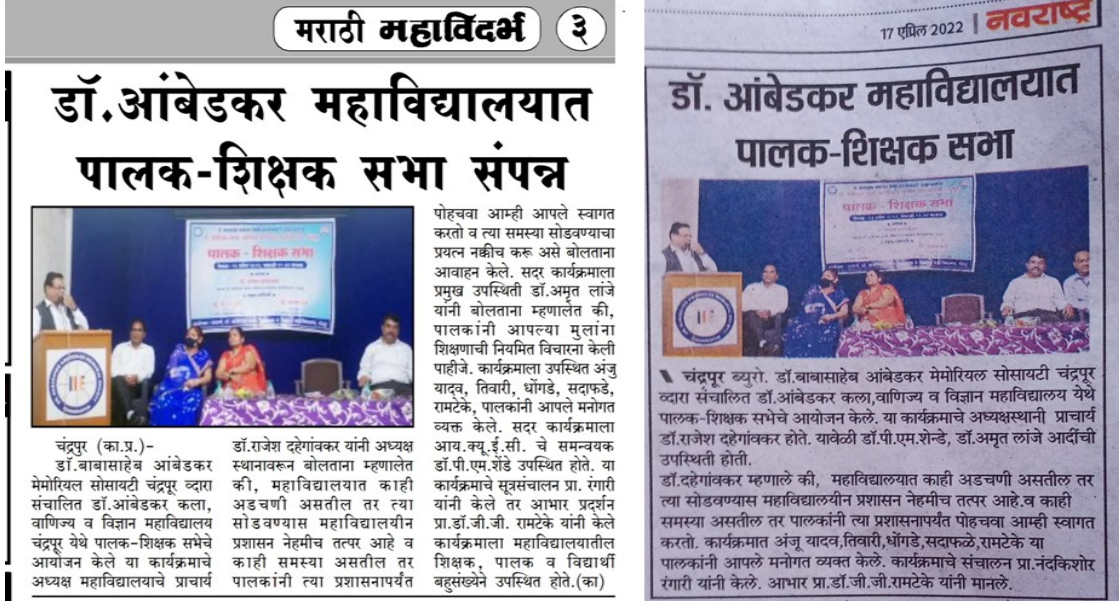 मराठी महाविदर्भ ३
डॉ.आंबेडकर महाविद्यालयात
पालक-शिक्षक सभा संपन्न
पालक - शिक्षक सभा
चंद्रपूर (का.प्र.)-
डॉ.बाबासाहेब आंबेडकर
मेमोरियल सोसायटी चंद्रपूर व्दारा
संचालित डॉ.आंबेडकर कला,
वाणिज्य व विज्ञान महाविद्यालय
चंद्रपूर येथे पालक-शिक्षक सभेचे
आयोजन केले या कार्यक्रमाचे
अध्यक्ष महाविद्यालयाचे प्राचार्य
डॉ.राजेश दहेगांवकर यांनी अध्यक्ष
स्थानावरून बोलताना म्हणालेत
की, महाविद्यालयात काही
अडचणी असतील तर त्या
सोडवण्यास महाविद्यालयीन
प्रशासन नेहमीच तत्पर आहे व
काही समस्या असतील तर
पालकांनी त्या प्रशासनापर्यंत
पोहचवा आम्ही आपले स्वागत
करतो व त्या समस्या सोडवण्याचा
प्रयत्न नक्कीच करू असे बोलताना
आवाहन केले. सदर कार्यक्रमाला
प्रमुख उपस्थिती डॉ.अमृत लांजे
यांनी बोलताना म्हणालेत की,
पालकांनी आपल्या मुलांना
शिक्षणाची नियमित विचारना केली
पाहीजे. कार्यक्रमाला उपस्थित अंजु
यादव, तिवारी, धोंगडे, सदाफडे,
रामटेके, पालकांनी आपले मनोगत
व्यक्त केले. सदर कार्यक्रमाला
आय.क्यू.ई.सी. चे समन्वयक
डॉ.पी.एम.शेंडे उपस्थित होते. या
कार्यक्रमाचे सूत्रसंचालन प्रा. रंगारी
यांनी केले तर आभार प्रदर्शन
प्रा.डॉ.जी.जी. रामटेके यांनी केले
कार्यक्रमाला महाविद्यालयातील
शिक्षक, पालक व विद्यार्थी
बहुसंख्येने उपस्थित होते.(का)
17 एप्रिल 2022 | नवराष्ट्र
डॉ. आंबेडकर महाविद्यालयात
पालक-शिक्षक सभा
पालक - शिक्षक सभा
चंद्रपूर ब्युरो. डॉ.बाबासाहेब आंबेडकर मेमोरियल सोसायटी चंद्रपूर
व्दारा संचालित डॉ.आंबेडकर कला,वाणिज्य व विज्ञान महाविद्यालय येथे
पालक-शिक्षक सभेचे आयोजन केले. या कार्यक्रमाचे अध्यक्षस्थानी प्राचार्य
डॉ.राजेश दहेगांवकर होते. यावेळी डॉ.पी.एम.शेन्डे, डॉ.अमृत लांजे आदींची
उपस्थिती होती.
डॉ.दहेगांवकर म्हणाले की, महाविद्यालयात काही अडचणी असतील तर
त्या सोडवण्यास महाविद्यालयीन प्रशासन नेहमीच तत्पर आहे.व काही
समस्या असतील तर पालकांनी त्या प्रशासनापर्यंत पोहचवा आम्ही स्वागत
करतो. कार्यक्रमात अंजू यादव,तिवारी,धोंगडे,सदाफळे,रामटेके या
पालकांनी आपले मनोगत व्यक्त केले. कार्यक्रमाचे संचालन प्रा.नंदकिशोर
रंगारी यांनी केले. आभार प्रा.डॉ.जी.जी.रामटेके यांनी मानले.